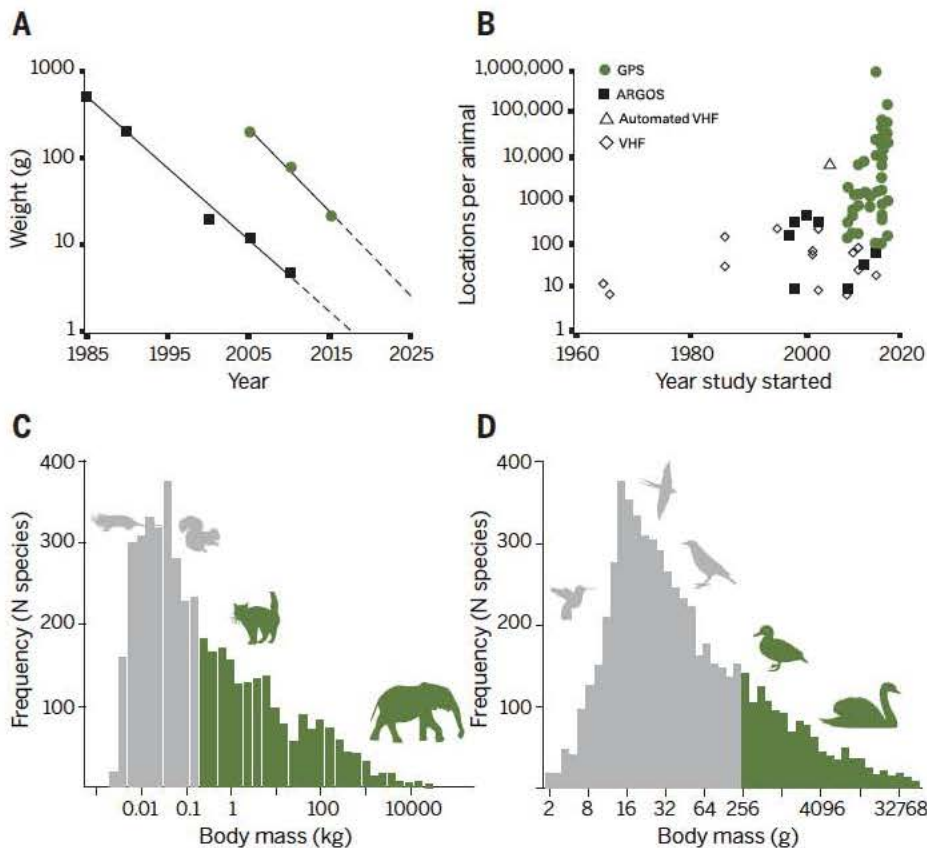 A
1000
100
10
1
Weight (g)
1985
1995
2005
2015
2025
Year
B
1,000,000
100,000
10,000
1000
100
10
1
Locations per animal
GPS
ARGOS
Automated VHF
VHF
1960
1980
2000
2020
Year study started
C
400
300
200
100
Frequency (N species)
0.01
0.1
1
100
10000
Body mass (kg)
D
400
300
200
100
Frequency (N species)
2
8
16
32
64
256
4096
32768
Body mass (g)